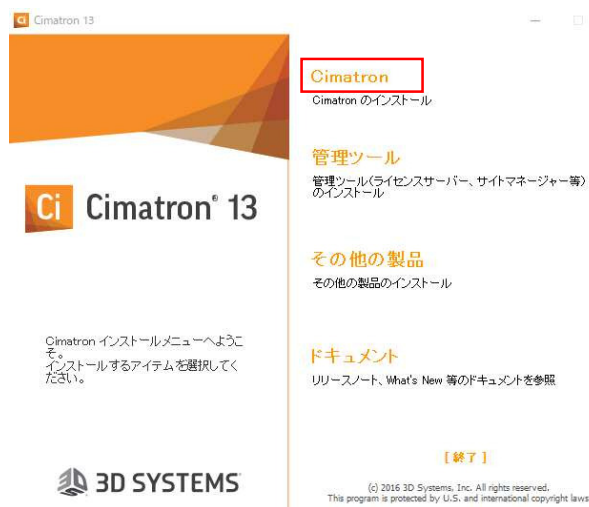 Cimatron 13
Cimatron
Cimatron のインストール
管理ツール
管理ツール(ライセンスサーバー、サイトマネージャー等)
のインストール
Ci Cimatron® 13
その他の製品
その他の製品のインストール
Cimatron インストールメニューへようこ
そ。
インストールするアイテムを選択してく
ださい。
ドキュメント
リリースノート、What's New 等のドキュメントを参照
[ 終了 ]
3D SYSTEMS
(c) 2016 3D Systems, Inc. All rights reserved.
This program is protected by U.S. and international copyright laws